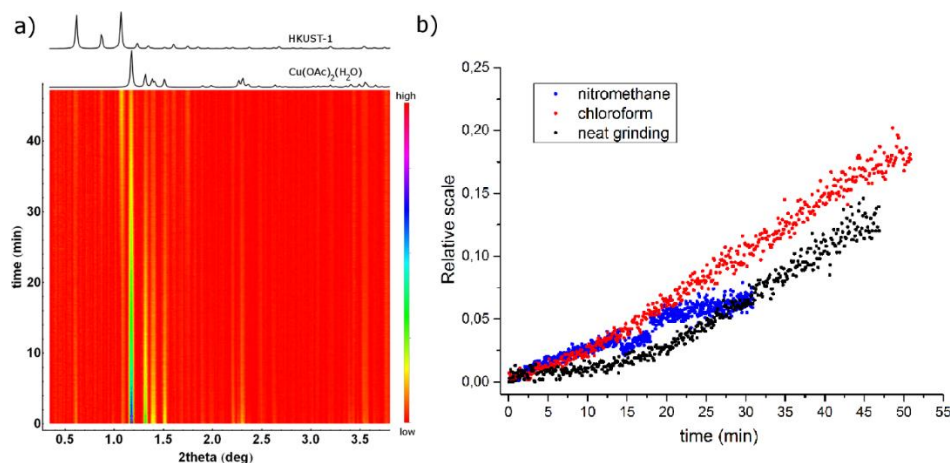 a)
HKUST-1
Cu(OAc)2(H2O)
high
low
40
30
20
10
0
time (min)
0.5 1.0 1.5 2.0 2.5 3.0 3.5
2theta (deg)
b)
nitromethane
chloroform
neat grinding
0,25
0,20
0,15
0,10
0,05
0,00
Relative scale
0 5 10 15 20 25 30 35 40 45 50 55
time (min)